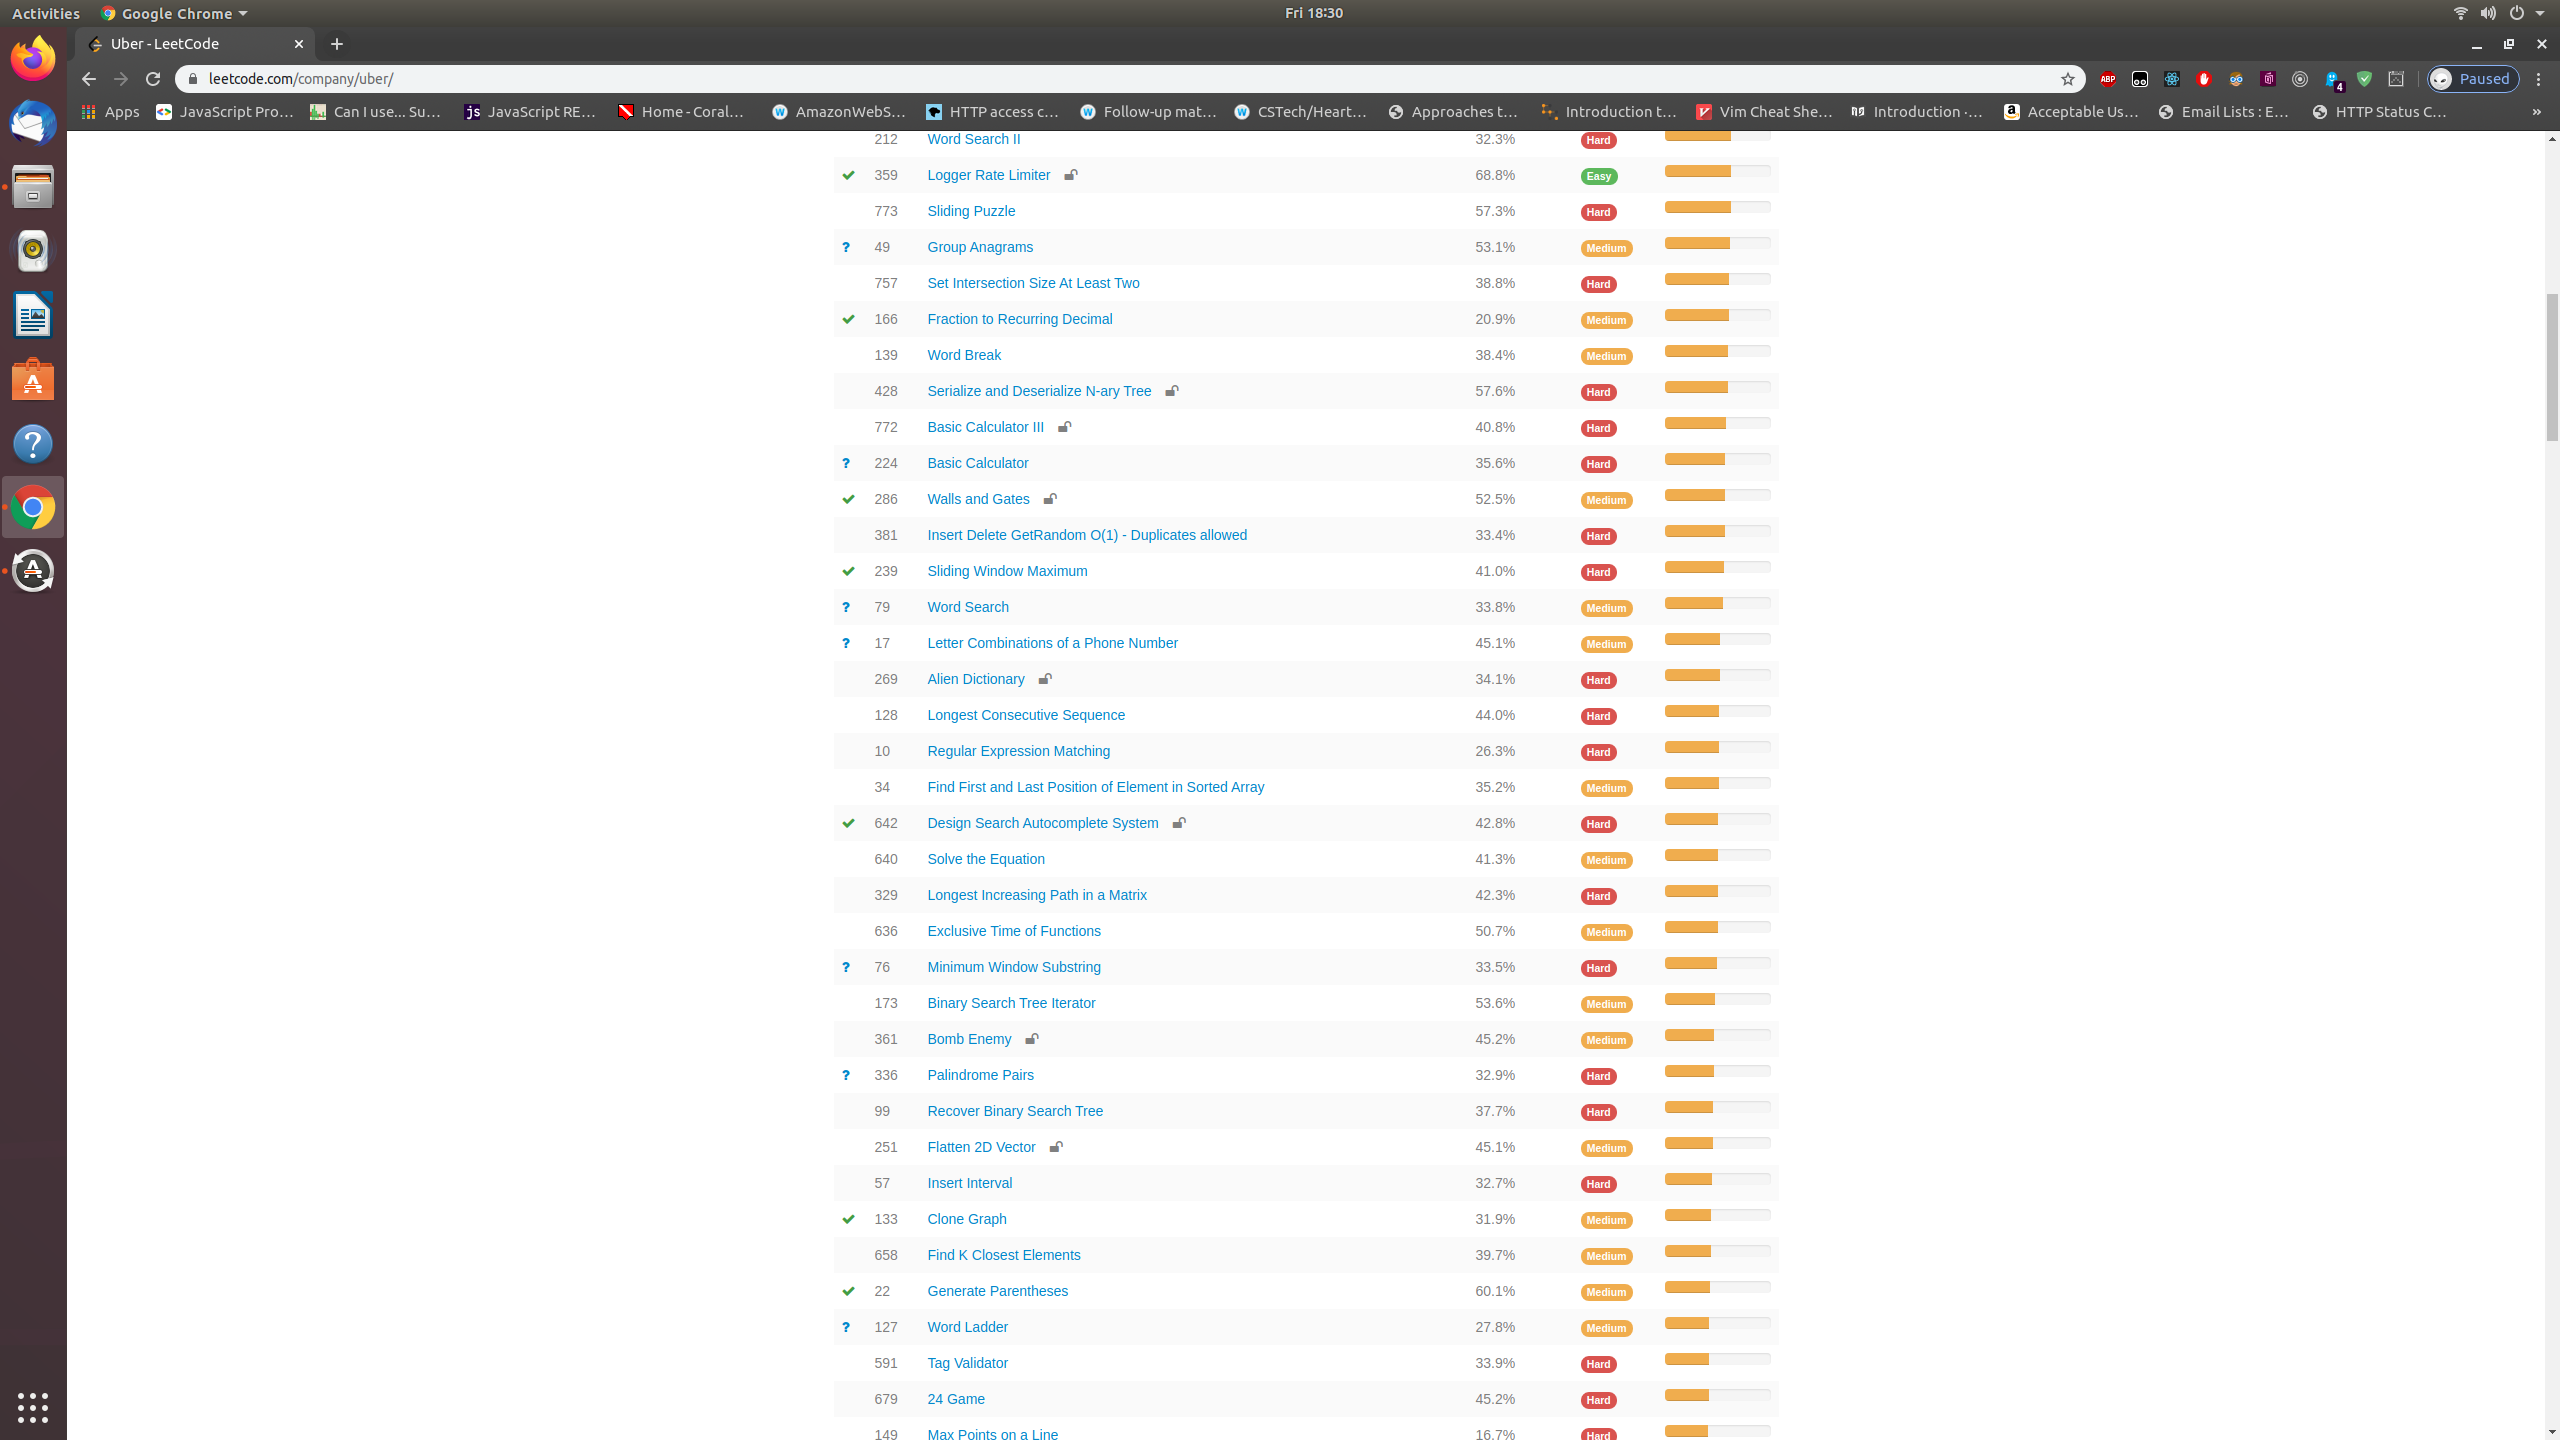 Activities Google Chrome Fri 18:30
Uber - LeetCode
leetcode.com/company/uber/ ABP 4 Paused
Apps JavaScript Pro… Can I use... Su… JavaScript RE… Home - Coral… AmazonWebS… HTTP access c… Follow-up mat… CSTech/Heart… Approaches t… Introduction t… Vim Cheat She… Introduction ·… Acceptable Us… Email Lists : E… HTTP Status C… »
212 Word Search II 32.3% Hard
359 Logger Rate Limiter 68.8% Easy
773 Sliding Puzzle 57.3% Hard
? 49 Group Anagrams 53.1% Medium
757 Set Intersection Size At Least Two 38.8% Hard
166 Fraction to Recurring Decimal 20.9% Medium
139 Word Break 38.4% Medium
428 Serialize and Deserialize N-ary Tree 57.6% Hard
772 Basic Calculator III 40.8% Hard
? 224 Basic Calculator 35.6% Hard
286 Walls and Gates 52.5% Medium
381 Insert Delete GetRandom O(1) - Duplicates allowed 33.4% Hard
239 Sliding Window Maximum 41.0% Hard
? 79 Word Search 33.8% Medium
? 17 Letter Combinations of a Phone Number 45.1% Medium
269 Alien Dictionary 34.1% Hard
128 Longest Consecutive Sequence 44.0% Hard
10 Regular Expression Matching 26.3% Hard
34 Find First and Last Position of Element in Sorted Array 35.2% Medium
642 Design Search Autocomplete System 42.8% Hard
640 Solve the Equation 41.3% Medium
329 Longest Increasing Path in a Matrix 42.3% Hard
636 Exclusive Time of Functions 50.7% Medium
? 76 Minimum Window Substring 33.5% Hard
173 Binary Search Tree Iterator 53.6% Medium
361 Bomb Enemy 45.2% Medium
? 336 Palindrome Pairs 32.9% Hard
99 Recover Binary Search Tree 37.7% Hard
251 Flatten 2D Vector 45.1% Medium
57 Insert Interval 32.7% Hard
133 Clone Graph 31.9% Medium
658 Find K Closest Elements 39.7% Medium
22 Generate Parentheses 60.1% Medium
? 127 Word Ladder 27.8% Medium
591 Tag Validator 33.9% Hard
679 24 Game 45.2% Hard
149 Max Points on a Line 16.7% Hard